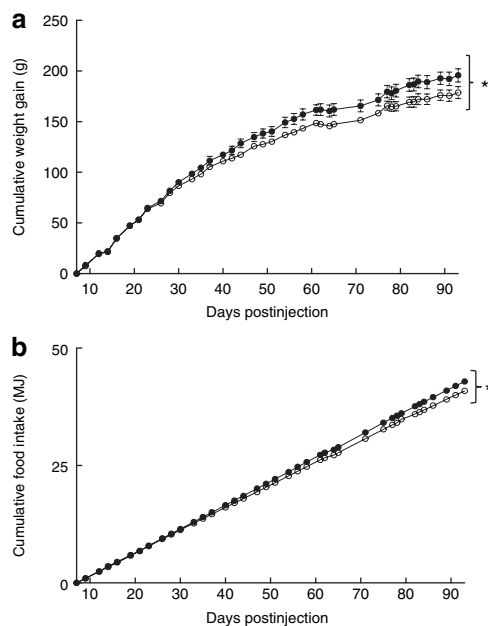 a
250
200
150
100
50
0
Cumulative weight gain (g)
*
10 20 30 40 50 60 70 80 90
Days postinjection
b
50
25
0
Cumulative food intake (MJ)
*
10 20 30 40 50 60 70 80 90
Days postinjection